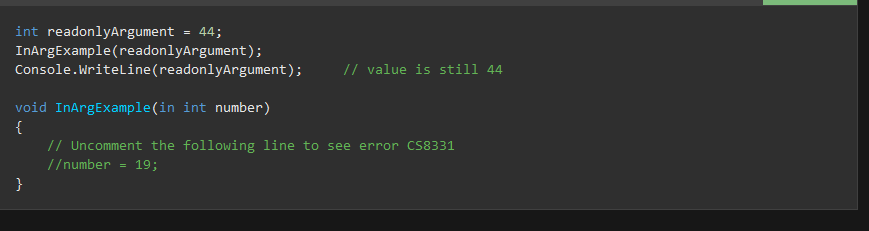 int readonlyArgument = 44;
InArgExample(readonlyArgument);
Console.WriteLine(readonlyArgument);     // value is still 44
void InArgExample(in int number)
{
    // Uncomment the following line to see error CS8331
    //number = 19;
}